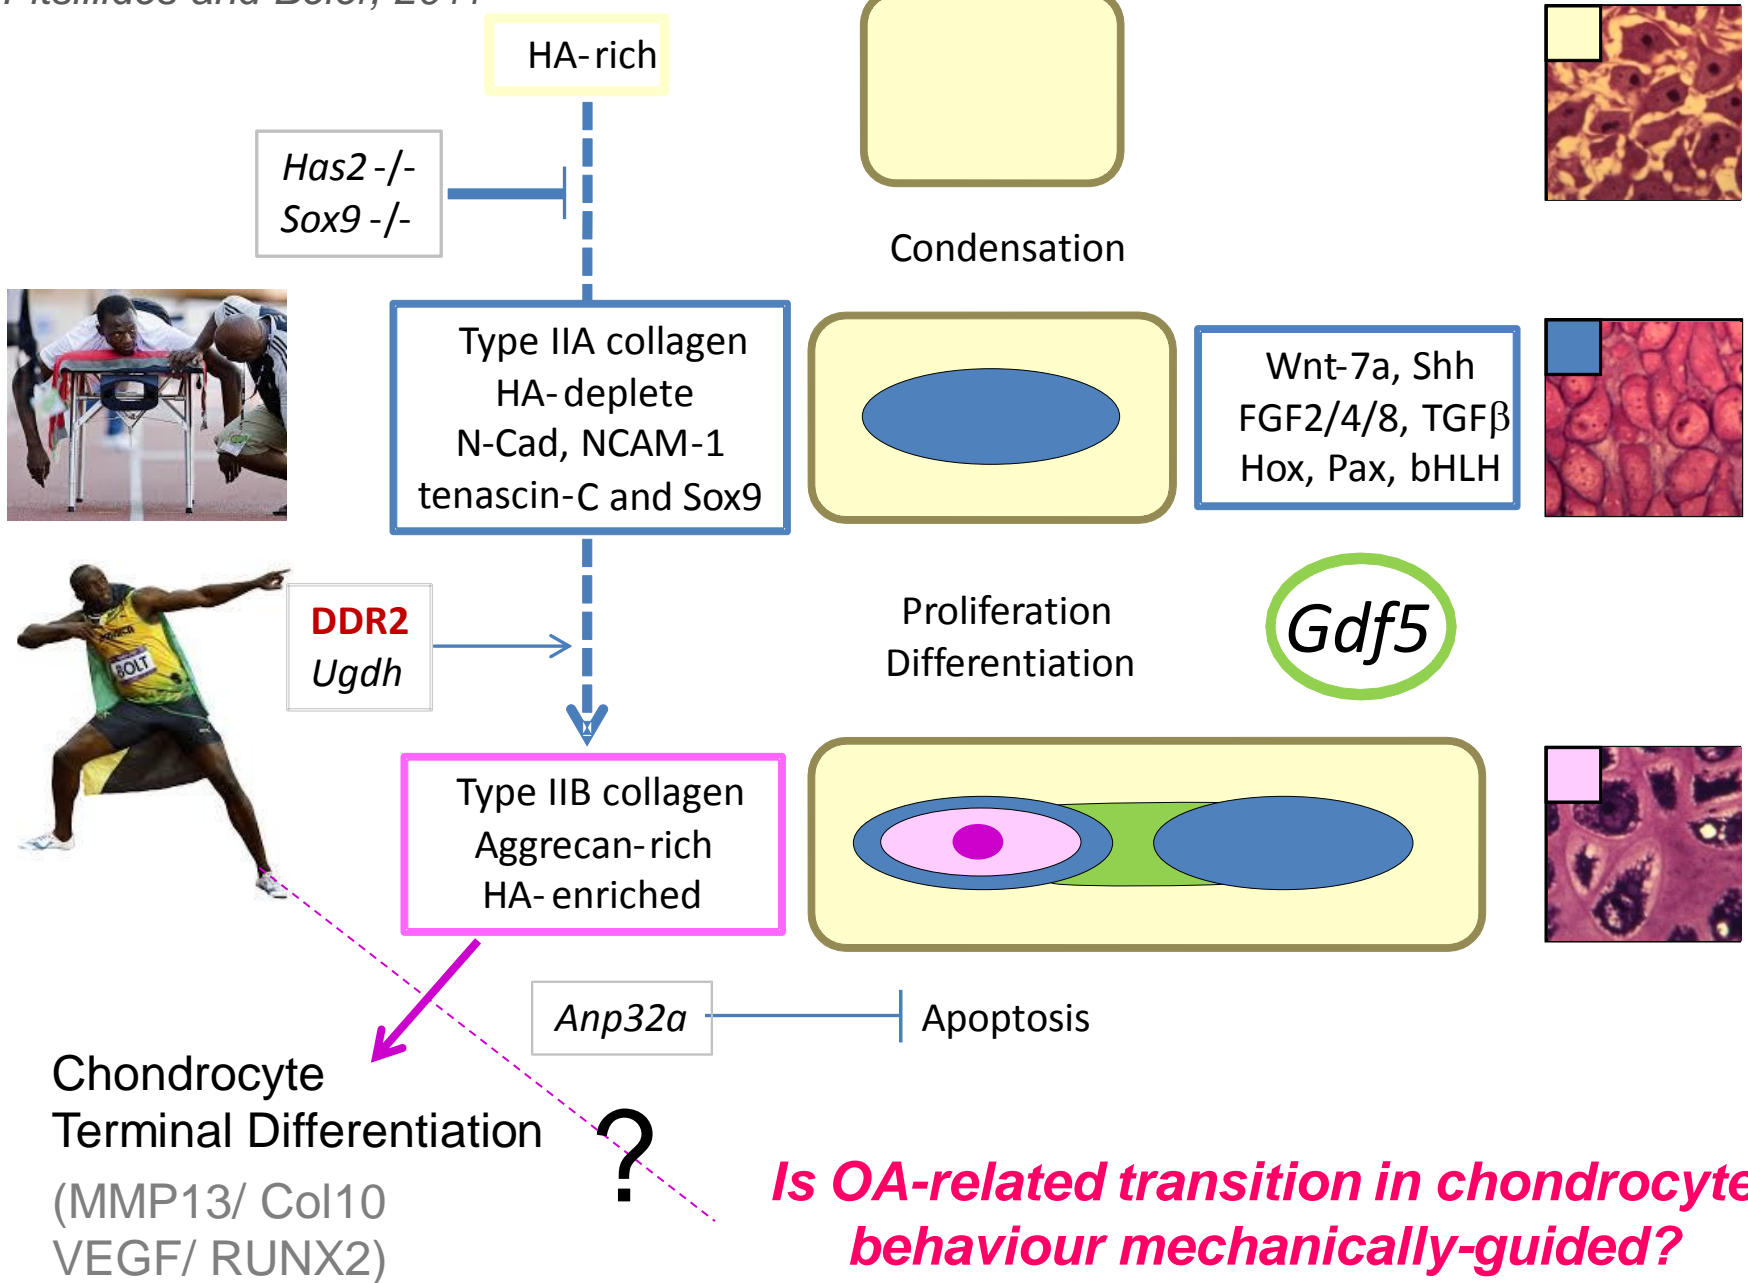 HA-rich
Has2 -/-
Sox9 -/-
Condensation
Type IIA collagen
HA-deplete
N-Cad, NCAM-1
tenascin-C and Sox9
Wnt-7a, Shh
FGF2/4/8, TGFβ
Hox, Pax, bHLH
BOLT
DDR2
Ugdh
Proliferation
Differentiation
Gdf5
Type IIB collagen
Aggrecan-rich
HA-enriched
Anp32a
Apoptosis
Chondrocyte
Terminal Differentiation
(MMP13/ Col10
VEGF/ RUNX2)
?
Is OA-related transition in chondrocyte
behaviour mechanically-guided?